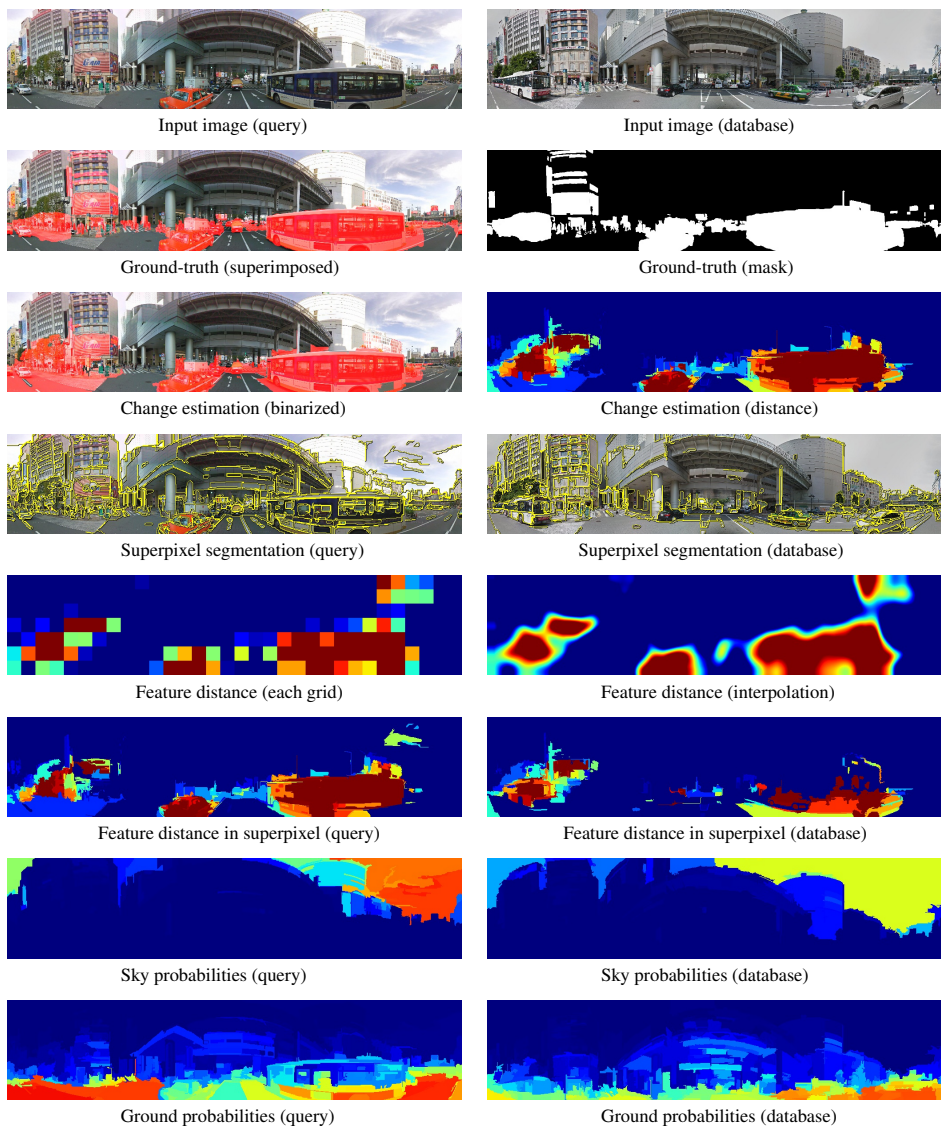 Input image (query)
Input image (database)
Ground-truth (superimposed)
Ground-truth (mask)
Change estimation (binarized)
Change estimation (distance)
Superpixel segmentation (query)
Superpixel segmentation (database)
Feature distance (each grid)
Feature distance (interpolation)
Feature distance in superpixel (query)
Feature distance in superpixel (database)
Sky probabilities (query)
Sky probabilities (database)
Ground probabilities (query)
Ground probabilities (database)